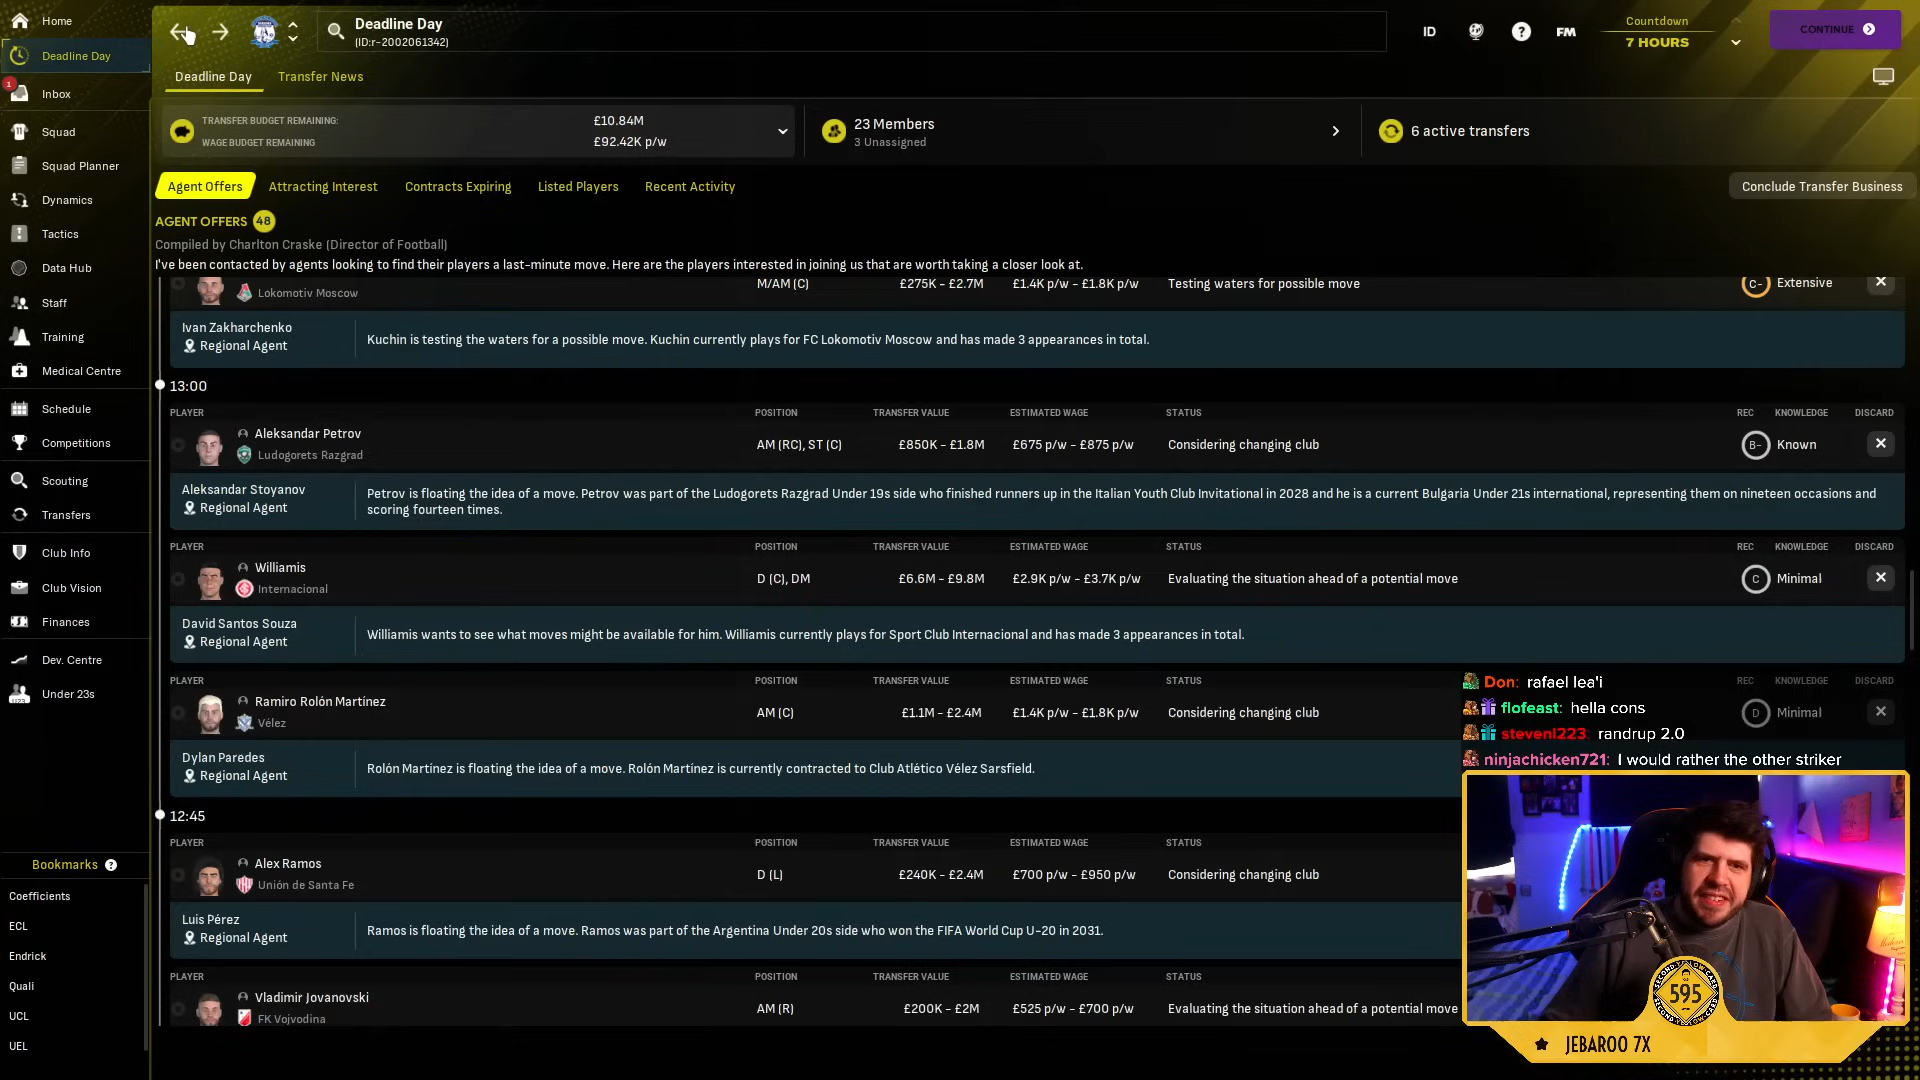 Home
Deadline Day
1
Inbox
Squad
Squad Planner
Dynamics
Tactics
Data Hub
Staff
Training
Medical Centre
Schedule
Competitions
Scouting
Transfers
Club Info
Club Vision
Finances
Dev. Centre
Under 23s
Bookmarks ?
Coefficients
ECL
Endrick
Quali
UCL
UEL
Deadline Day
(ID:r-2002061342)
ID
?
FM
Countdown
7 HOURS
CONTINUE
Deadline Day Transfer News
TRANSFER BUDGET REMAINING: £10.84M
WAGE BUDGET REMAINING £92.42K p/w
23 Members
3 Unassigned
6 active transfers
Agent Offers Attracting Interest Contracts Expiring Listed Players Recent Activity Conclude Transfer Business
AGENT OFFERS 48
Compiled by Charlton Craske (Director of Football)
I've been contacted by agents looking to find their players a last-minute move. Here are the players interested in joining us that are worth taking a closer look at.
Lokomotiv Moscow M/AM (C) £275K - £2.7M £1.4K p/w - £1.8K p/w Testing waters for possible move C- Extensive
Ivan Zakharchenko
Regional Agent
Kuchin is testing the waters for a possible move. Kuchin currently plays for FC Lokomotiv Moscow and has made 3 appearances in total.
13:00
PLAYER POSITION TRANSFER VALUE ESTIMATED WAGE STATUS REC KNOWLEDGE DISCARD
Aleksandar Petrov
Ludogorets Razgrad
AM (RC), ST (C) £850K - £1.8M £675 p/w - £875 p/w Considering changing club B- Known
Aleksandar Stoyanov
Regional Agent
Petrov is floating the idea of a move. Petrov was part of the Ludogorets Razgrad Under 19s side who finished runners up in the Italian Youth Club Invitational in 2028 and he is a current Bulgaria Under 21s international, representing them on nineteen occasions and
scoring fourteen times.
PLAYER POSITION TRANSFER VALUE ESTIMATED WAGE STATUS REC KNOWLEDGE DISCARD
Williamis
Internacional
D (C), DM £6.6M - £9.8M £2.9K p/w - £3.7K p/w Evaluating the situation ahead of a potential move C Minimal
David Santos Souza
Regional Agent
Williamis wants to see what moves might be available for him. Williamis currently plays for Sport Club Internacional and has made 3 appearances in total.
PLAYER POSITION TRANSFER VALUE ESTIMATED WAGE STATUS REC KNOWLEDGE DISCARD
Ramiro Rolón Martínez
Vélez
AM (C) £1.1M - £2.4M £1.4K p/w - £1.8K p/w Considering changing club D Minimal
Dylan Paredes
Regional Agent
Rolón Martínez is floating the idea of a move. Rolón Martínez is currently contracted to Club Atlético Vélez Sarsfield.
12:45
PLAYER POSITION TRANSFER VALUE ESTIMATED WAGE STATUS
Alex Ramos
Unión de Santa Fe
D (L) £240K - £2.4M £700 p/w - £950 p/w Considering changing club
Luis Pérez
Regional Agent
Ramos is floating the idea of a move. Ramos was part of the Argentina Under 20s side who won the FIFA World Cup U-20 in 2031.
PLAYER POSITION TRANSFER VALUE ESTIMATED WAGE STATUS
Vladimir Jovanovski
FK Vojvodina
AM (R) £200K - £2M £525 p/w - £700 p/w Evaluating the situation ahead of a potential move
Don: rafael lea'i
flofeast: hella cons
stevenl223: randrup 2.0
ninjachicken721: I would rather the other striker
595
JEBAROO 7X